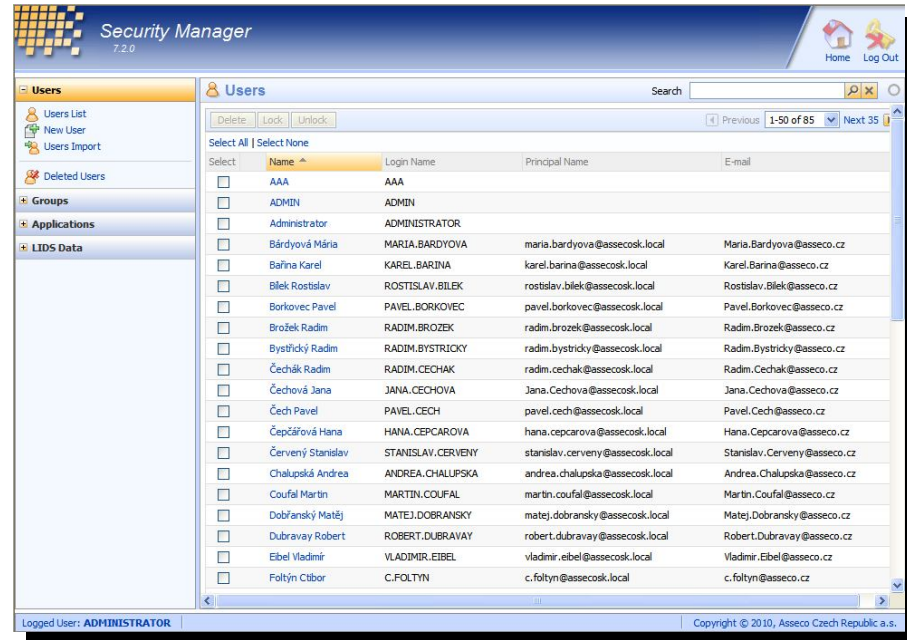 Security Manager
7.2.0
Home Log Out
Users
Users List
New User
Users Import
Deleted Users
Groups
Applications
LIDS Data
Users Search
Delete Lock Unlock Previous 1-50 of 85 Next 35
Select All | Select None
Select Name Login Name Principal Name E-mail
AAA AAA
ADMIN ADMIN
Administrator ADMINISTRATOR
Bárdyová Mária MARIA.BARDYOVA maria.bardyova@assecosk.local Maria.Bardyova@asseco.cz
Bařina Karel KAREL.BARINA karel.barina@assecosk.local Karel.Barina@asseco.cz
Bílek Rostislav ROSTISLAV.BILEK rostislav.bilek@assecosk.local Rostislav.Bilek@asseco.cz
Borkovec Pavel PAVEL.BORKOVEC pavel.borkovec@assecosk.local Pavel.Borkovec@asseco.cz
Brožek Radim RADIM.BROZEK radim.brozek@assecosk.local Radim.Brozek@asseco.cz
Bystřický Radim RADIM.BYSTRICKY radim.bystricky@assecosk.local Radim.Bystricky@asseco.cz
Čechák Radim RADIM.CECHAK radim.cechak@assecosk.local Radim.Cechak@asseco.cz
Čechová Jana JANA.CECHOVA Jana.Cechova@assecosk.local Jana.Cechova@asseco.cz
Čech Pavel PAVEL.CECH pavel.cech@assecosk.local Pavel.Cech@asseco.cz
Čepčářová Hana HANA.CEPCAROVA hana.cepcarova@assecosk.local Hana.Cepcarova@asseco.cz
Červený Stanislav STANISLAV.CERVENY stanislav.cerveny@assecosk.local Stanislav.Cerveny@asseco.cz
Chalupská Andrea ANDREA.CHALUPSKA andrea.chalupska@assecosk.local Andrea.Chalupska@asseco.cz
Coufal Martin MARTIN.COUFAL martin.coufal@assecosk.local Martin.Coufal@asseco.cz
Dobřanský Matěj MATEJ.DOBRANSKY matej.dobransky@assecosk.local Matej.Dobransky@asseco.cz
Dubravay Robert ROBERT.DUBRAVAY robert.dubravay@assecosk.local Robert.Dubravay@asseco.cz
Eibel Vladimír VLADIMIR.EIBEL vladimir.eibel@assecosk.local Vladimir.Eibel@asseco.cz
Foltýn Ctibor C.FOLTYN c.foltyn@assecosk.local c.foltyn@asseco.cz
Logged User: ADMINISTRATOR Copyright © 2010, Asseco Czech Republic a.s.